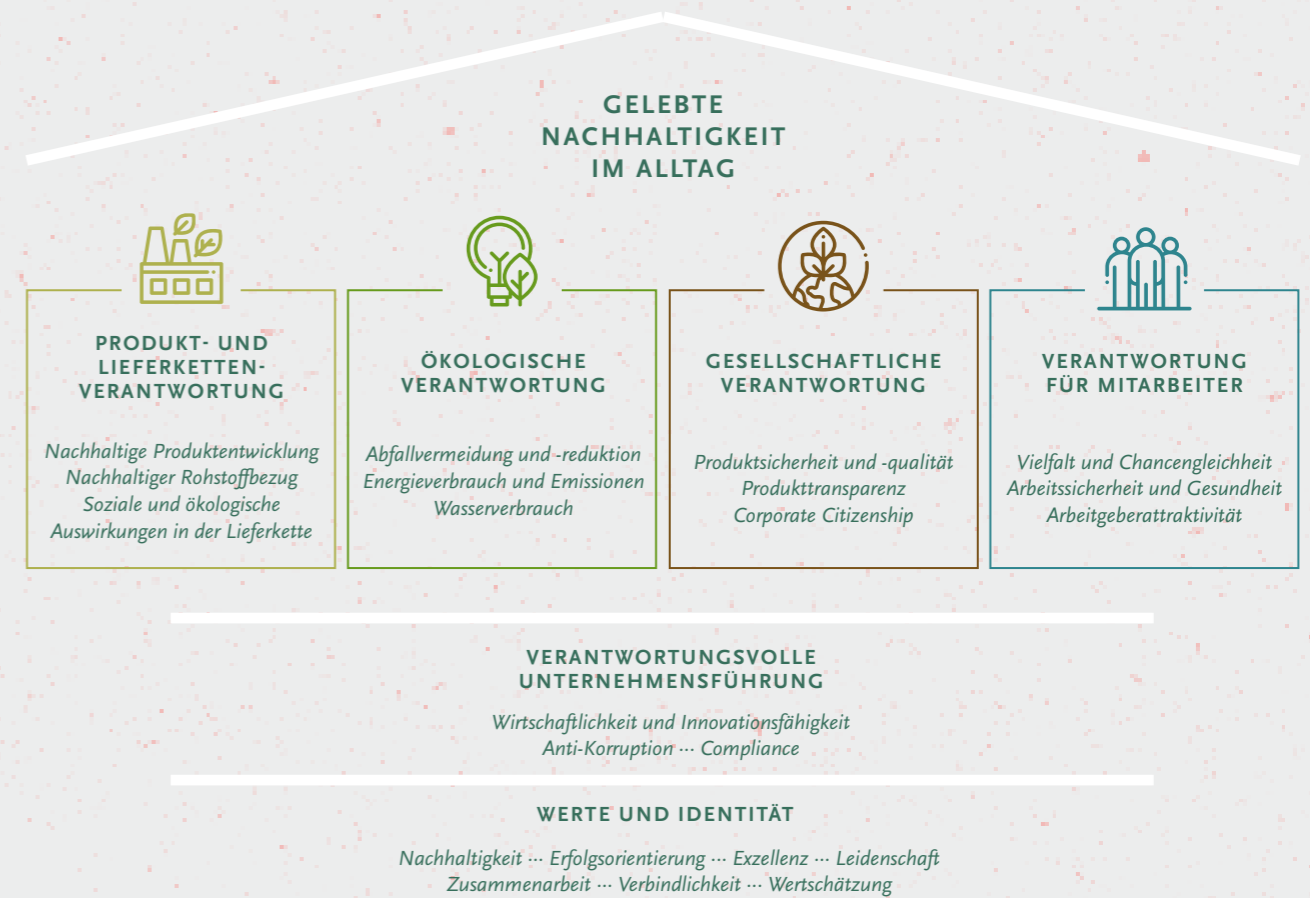 GELEBTE
NACHHALTIGKEIT
IM ALLTAG
PRODUKT- UND
LIEFERKETTEN-
VERANTWORTUNG
Nachhaltige Produktentwicklung
Nachhaltiger Rohstoffbezug
Soziale und ökologische
Auswirkungen in der Lieferkette
ÖKOLOGISCHE
VERANTWORTUNG
Abfallvermeidung und -reduktion
Energieverbrauch und Emissionen
Wasserverbrauch
GESELLSCHAFTLICHE
VERANTWORTUNG
Produktsicherheit und -qualität
Produkttransparenz
Corporate Citizenship
VERANTWORTUNG
FÜR MITARBEITER
Vielfalt und Chancengleichheit
Arbeitssicherheit und Gesundheit
Arbeitgeberattraktivität
VERANTWORTUNGSVOLLE
UNTERNEHMENSFÜHRUNG
Wirtschaftlichkeit und Innovationsfähigkeit
Anti-Korruption ··· Compliance
WERTE UND IDENTITÄT
Nachhaltigkeit ··· Erfolgsorientierung ··· Exzellenz ··· Leidenschaft
Zusammenarbeit ··· Verbindlichkeit ··· Wertschätzung